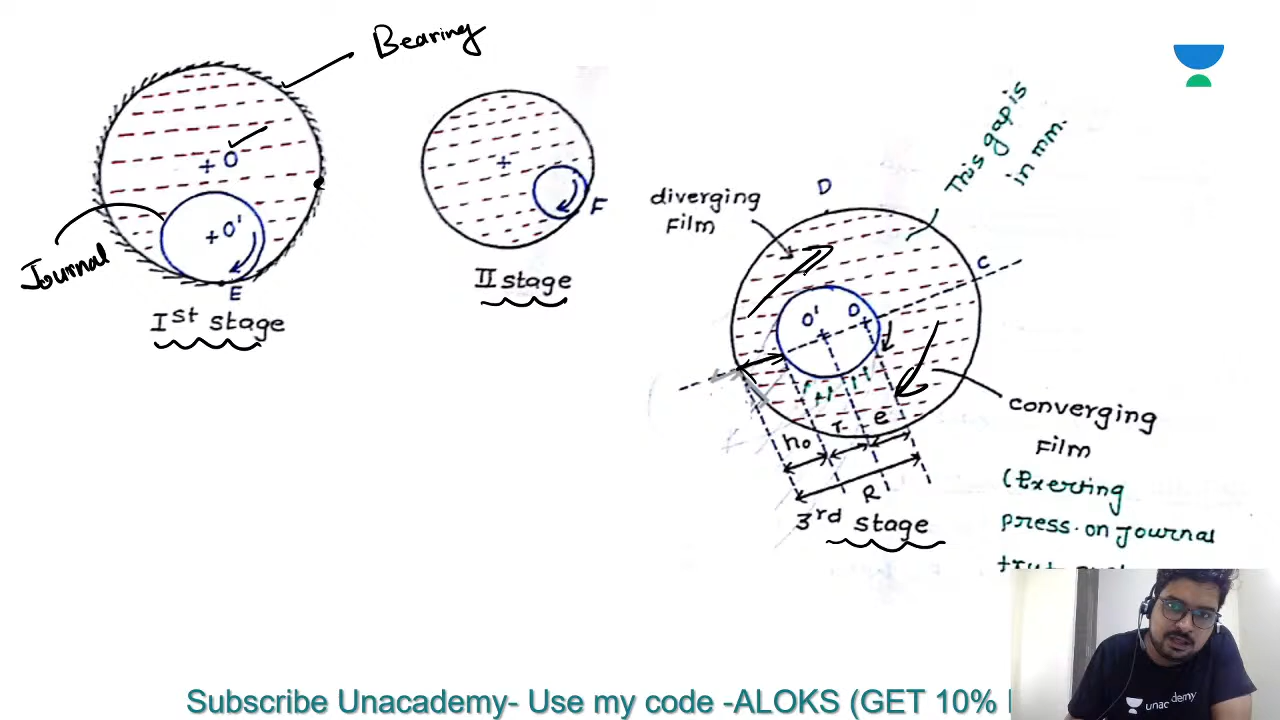 Bearing
O
O'
Journal
E
Ist stage
F
II stage
This gap is
in mm.
D
diverging
Film
C
O'
O
h₀
r
e
R
3rd stage
converging
Film
(Exerting
press. on journal
unacademy
Subscribe Unacademy- Use my code -ALOKS (GET 10%